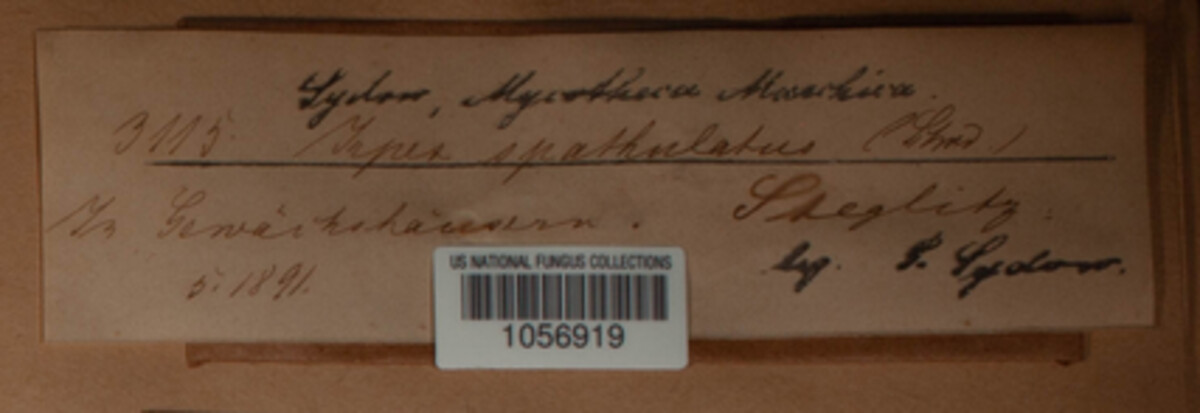 Sydow, Mycotheca Marchica.
3115. Irpex spathulatus (Schrad.)
In Gewächshäusern. Steglitz.
5. 1891. leg. P. Sydow.
US NATIONAL FUNGUS COLLECTIONS
1056919